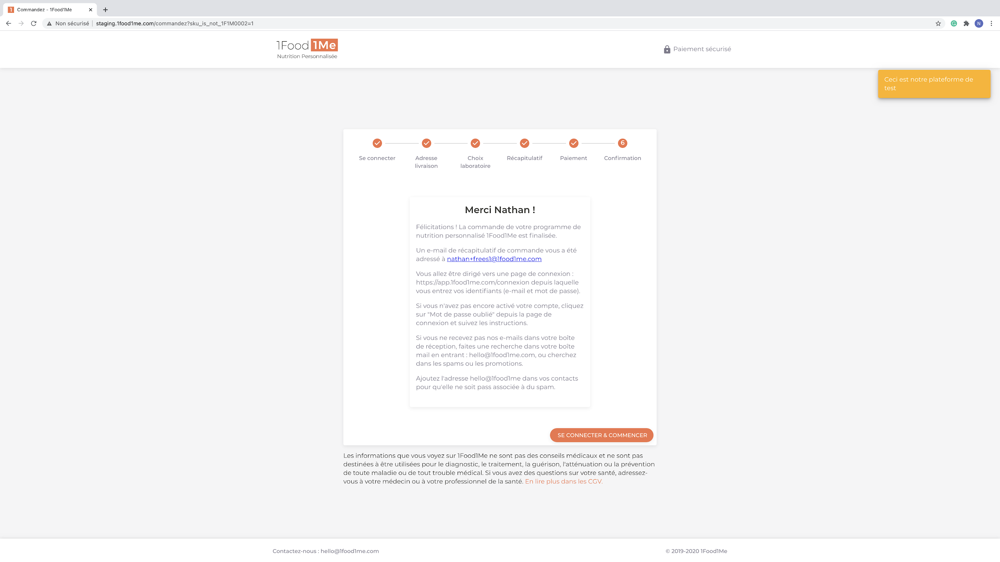 1 Commandez - 1Food1Me
Non sécurisé staging.1food1me.com/commandez?sku_is_not_1F1M0002=1
N
1Food 1Me
Nutrition Personnalisée
Paiement sécurisé
Ceci est notre plateforme de
test
6
Se connecter
Adresse
livraison
Choix
laboratoire
Récapitulatif
Paiement
Confirmation
Merci Nathan !
Félicitations ! La commande de votre programme de
nutrition personnalisé 1Food1Me est finalisée.
Un e-mail de récapitulatif de commande vous a été
adressé à nathan+frees1@1food1me.com
Vous allez être dirigé vers une page de connexion :
https://app.1food1me.com/connexion depuis laquelle
vous entrez vos identifiants (e-mail et mot de passe).
Si vous n'avez pas encore activé votre compte, cliquez
sur "Mot de passe oublié" depuis la page de
connexion et suivez les instructions.
Si vous ne recevez pas nos e-mails dans votre boîte
de réception, faites une recherche dans votre boîte
mail en entrant : hello@1food1me.com, ou cherchez
dans les spams ou les promotions.
Ajoutez l'adresse hello@1food1me dans vos contacts
pour qu'elle ne soit pass associée à du spam.
SE CONNECTER & COMMENCER
Les informations que vous voyez sur 1Food1Me ne sont pas des conseils médicaux et ne sont pas
destinées à être utilisées pour le diagnostic, le traitement, la guérison, l'atténuation ou la prévention
de toute maladie ou de tout trouble médical. Si vous avez des questions sur votre santé, adressez-
vous à votre médecin ou à votre professionnel de la santé. En lire plus dans les CGV.
Contactez-nous : hello@1food1me.com
© 2019-2020 1Food1Me